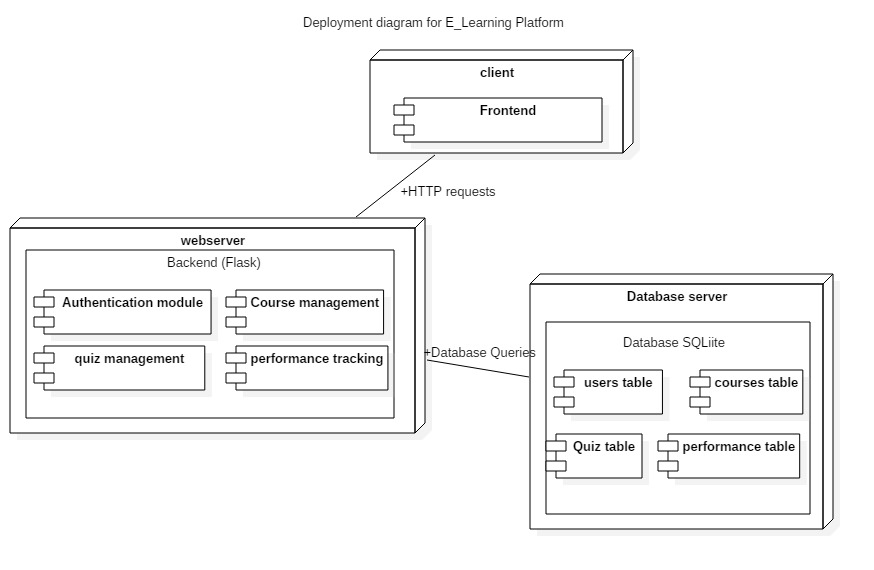 Deployment diagram for E_Learning Platform
client
Frontend
+HTTP requests
webserver
Backend (Flask)
Authentication module
Course management
quiz management
performance tracking
+Database Queries
Database server
Database SQLiite
users table
courses table
Quiz table
performance table